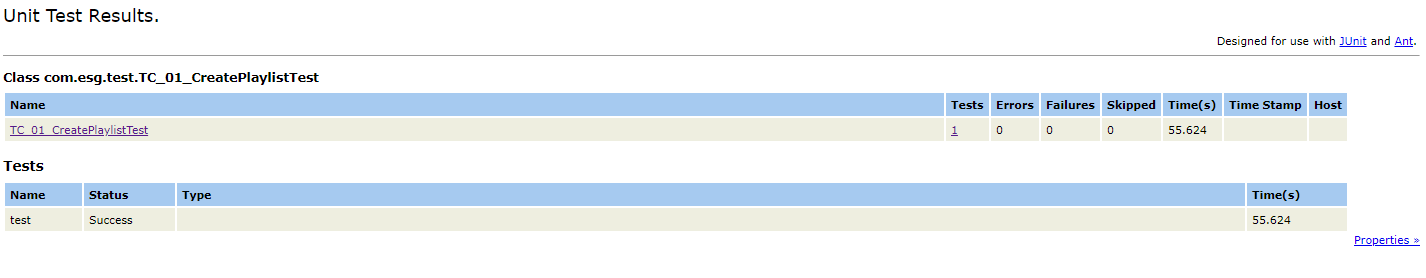 Unit Test Results.
Designed for use with JUnit and Ant.
Class com.esg.test.TC_01_CreatePlaylistTest
Name Tests Errors Failures Skipped Time(s) Time Stamp Host
TC_01_CreatePlaylistTest 1 0 0 0 55.624
Tests
Name Status Type Time(s)
test Success 55.624
Properties »